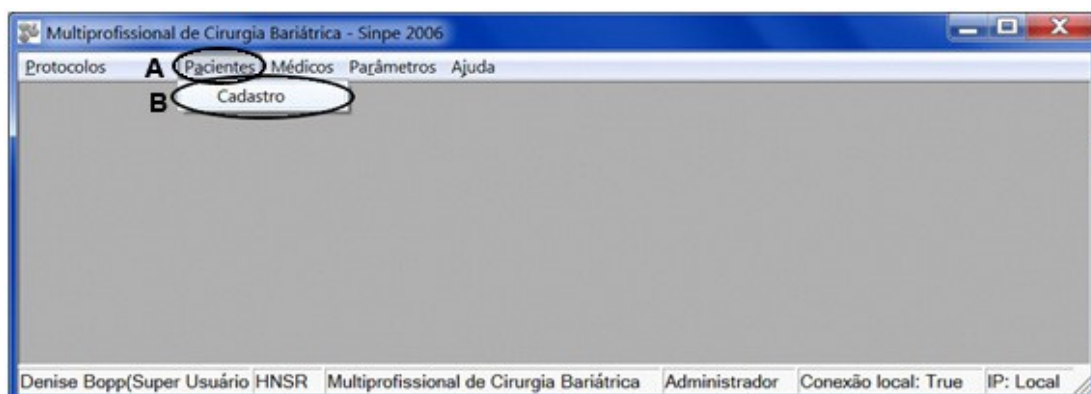 Multiprofissional de Cirurgia Bariátrica - Sinpe 2006
Protocolos A Pacientes Médicos Parâmetros Ajuda
B Cadastro
Denise Bopp(Super Usuário HNSR Multiprofissional de Cirurgia Bariátrica Administrador Conexão local: True IP: Local